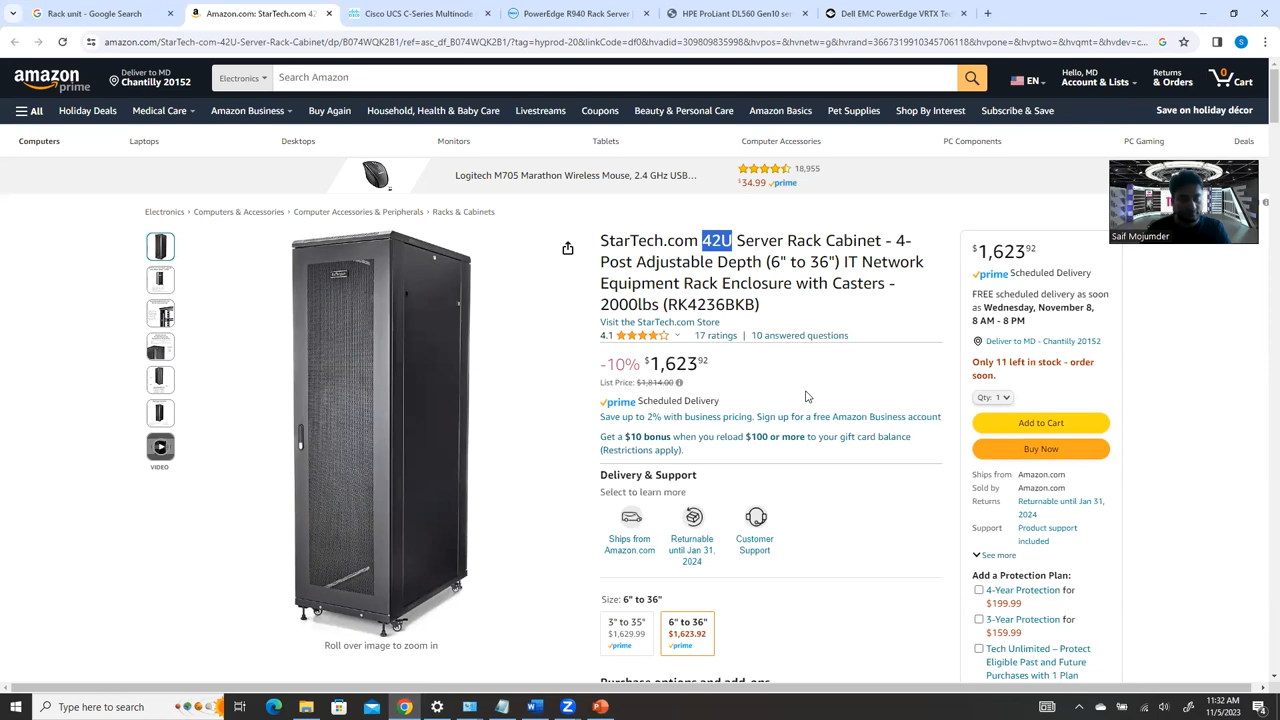 Rack unit - Google Search
Amazon.com: StarTech.com 42
Cisco UCS C-Series Multinode
PowerEdge R940 Rack Server
HPE ProLiant DL560 Gen10 ser
Dell EMC PowerEdge VRTX Tec
amazon.com/StarTech-com-42U-Server-Rack-Cabinet/dp/B074WQK2B1/ref=asc_df_B074WQK2B1/?tag=hyprod-20&linkCode=df0&hvadid=309809835998&hvpos=&hvnetw=g&hvrand=3667319910345706118&hvpone=&hvptwo=&hvqmt=&hvdev=c...
amazon prime
Deliver to MD
Chantilly 20152
Electronics
Search Amazon
EN
Hello, MD
Account & Lists
Returns
& Orders
0
Cart
All
Holiday Deals
Medical Care
Amazon Business
Buy Again
Household, Health & Baby Care
Livestreams
Coupons
Beauty & Personal Care
Amazon Basics
Pet Supplies
Shop By Interest
Subscribe & Save
Save on holiday décor
Computers
Laptops
Desktops
Monitors
Tablets
Computer Accessories
PC Components
PC Gaming
Deals
Logitech M705 Marathon Wireless Mouse, 2.4 GHz USB...
18,955
$34.99 prime
Saif Mojumder
Electronics › Computers & Accessories › Computer Accessories & Peripherals › Racks & Cabinets
VIDEO
Roll over image to zoom in
StarTech.com 42U Server Rack Cabinet - 4-
Post Adjustable Depth (6" to 36") IT Network
Equipment Rack Enclosure with Casters -
2000lbs (RK4236BKB)
Visit the StarTech.com Store
4.1
17 ratings | 10 answered questions
-10% $1,623 92
List Price: $1,814.00
prime Scheduled Delivery
Save up to 2% with business pricing. Sign up for a free Amazon Business account
Get a $10 bonus when you reload $100 or more to your gift card balance
(Restrictions apply).
Delivery & Support
Select to learn more
Ships from
Amazon.com
Returnable
until Jan 31,
2024
Customer
Support
Size: 6" to 36"
3" to 35"
$1,629.99
prime
6" to 36"
$1,623.92
prime
Purchase options and add-ons
$1,623 92
prime Scheduled Delivery
FREE scheduled delivery as soon
as Wednesday, November 8,
8 AM - 8 PM
Deliver to MD - Chantilly 20152
Only 11 left in stock - order
soon.
Qty: 1
Add to Cart
Buy Now
Ships from Amazon.com
Sold by Amazon.com
Returns Returnable until Jan 31,
2024
Support Product support
included
See more
Add a Protection Plan:
4-Year Protection for
$199.99
3-Year Protection for
$159.99
Tech Unlimited – Protect
Eligible Past and Future
Purchases with 1 Plan
Type here to search
11:32 AM
11/5/2023